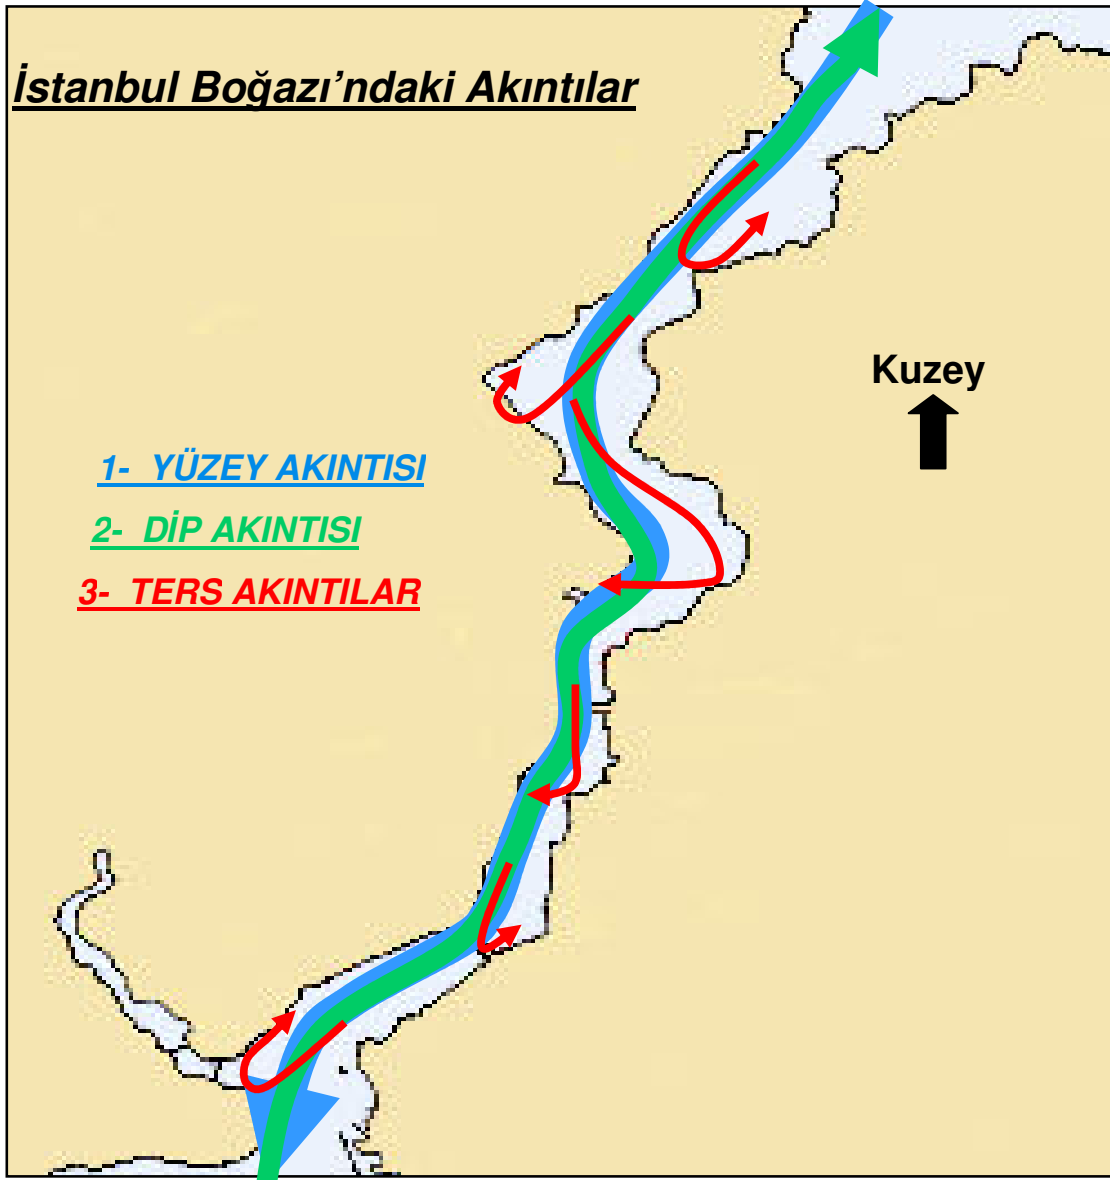 İstanbul Boğazı’ndaki Akıntılar
Kuzey
1- YÜZEY AKINTISI
2- DİP AKINTISI
3- TERS AKINTILAR